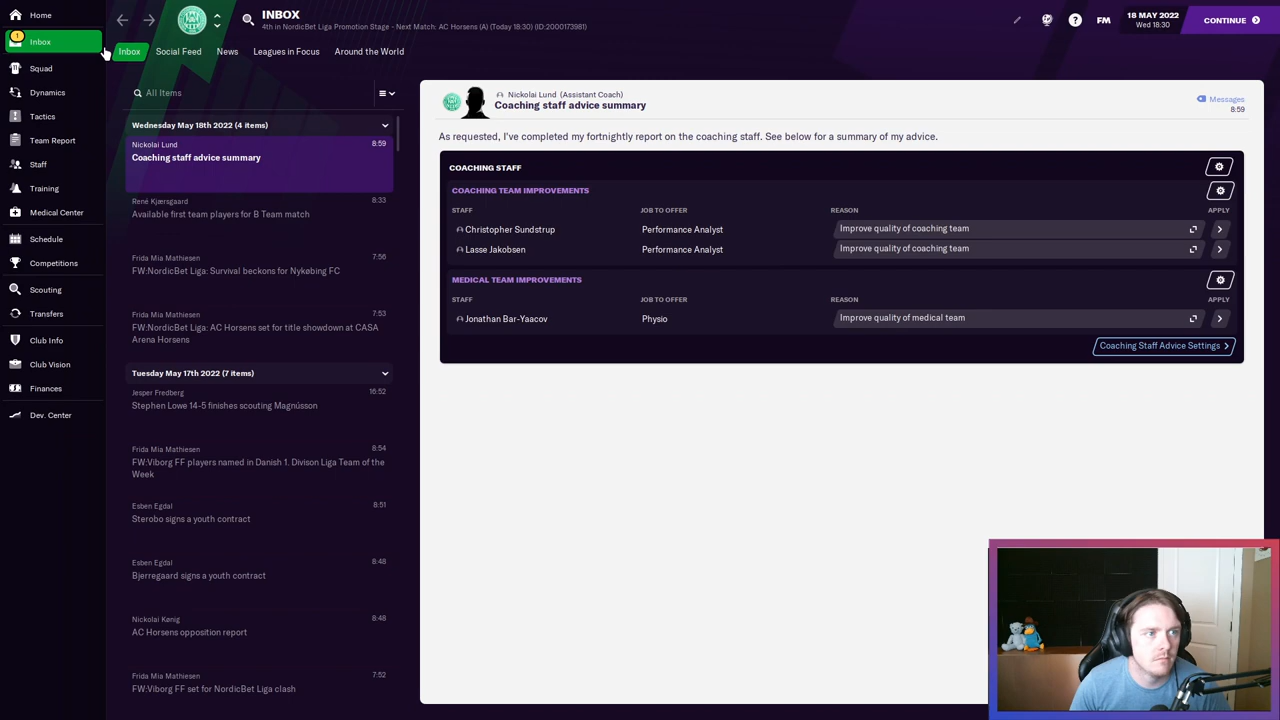 Home
INBOX
4th in NordicBet Liga Promotion Stage - Next Match: AC Horsens (A) (Today 18:30) (ID:2000173981)
?
FM
18 MAY 2022
Wed 18:30
CONTINUE
1
Inbox
Inbox
Social Feed
News
Leagues in Focus
Around the World
Squad
Dynamics
Tactics
Team Report
Staff
Training
Medical Center
Schedule
Competitions
Scouting
Transfers
Club Info
Club Vision
Finances
Dev. Center
All Items
Wednesday May 18th 2022 (4 items)
Nickolai Lund 8:59
Coaching staff advice summary
René Kjærsgaard 8:33
Available first team players for B Team match
Frida Mia Mathiesen 7:56
FW:NordicBet Liga: Survival beckons for Nykøbing FC
Frida Mia Mathiesen 7:53
FW:NordicBet Liga: AC Horsens set for title showdown at CASA
Arena Horsens
Tuesday May 17th 2022 (7 items)
Jesper Fredberg 16:52
Stephen Lowe 14-5 finishes scouting Magnússon
Frida Mia Mathiesen 8:54
FW:Viborg FF players named in Danish 1. Divison Liga Team of the
Week
Esben Egdal 8:51
Sterobo signs a youth contract
Esben Egdal 8:48
Bjerregaard signs a youth contract
Nickolai Kønig 8:48
AC Horsens opposition report
Frida Mia Mathiesen 7:52
FW:Viborg FF set for NordicBet Liga clash
Nickolai Lund (Assistant Coach)
Coaching staff advice summary
Messages
8:59
As requested, I've completed my fortnightly report on the coaching staff. See below for a summary of my advice.
COACHING STAFF
COACHING TEAM IMPROVEMENTS
STAFF JOB TO OFFER REASON APPLY
Christopher Sundstrup Performance Analyst Improve quality of coaching team
Lasse Jakobsen Performance Analyst Improve quality of coaching team
MEDICAL TEAM IMPROVEMENTS
STAFF JOB TO OFFER REASON APPLY
Jonathan Bar-Yaacov Physio Improve quality of medical team
Coaching Staff Advice Settings